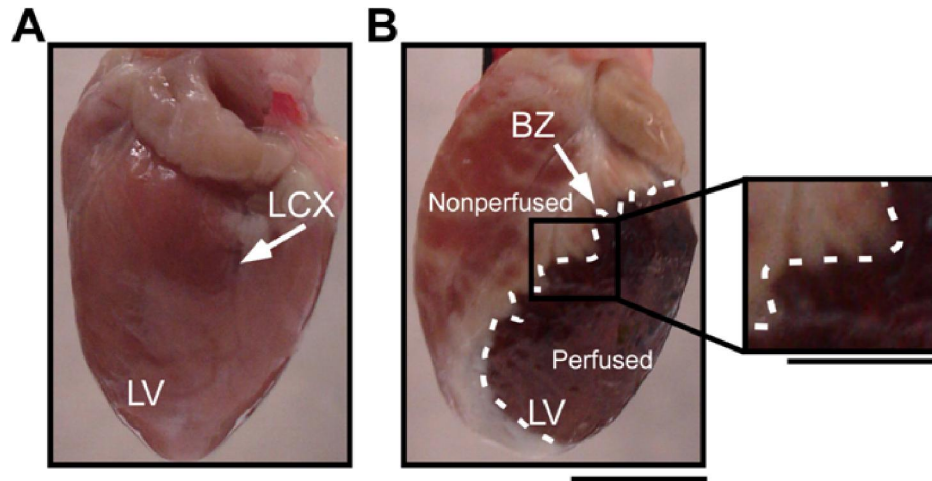 A
B
LCX
LV
BZ
Nonperfused
Perfused
LV